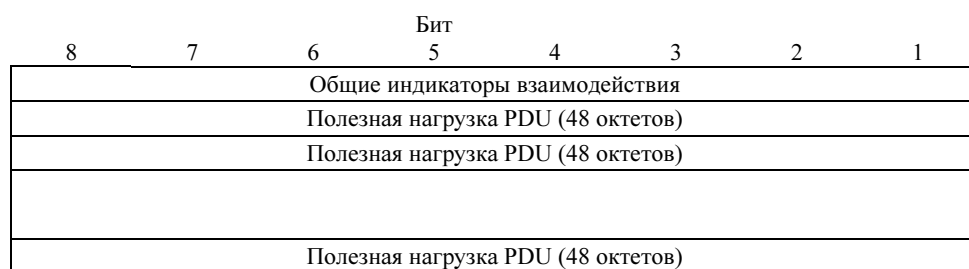 Бит
8 7 6 5 4 3 2 1
Общие индикаторы взаимодействия
Полезная нагрузка PDU (48 октетов)
Полезная нагрузка PDU (48 октетов)
Полезная нагрузка PDU (48 октетов)